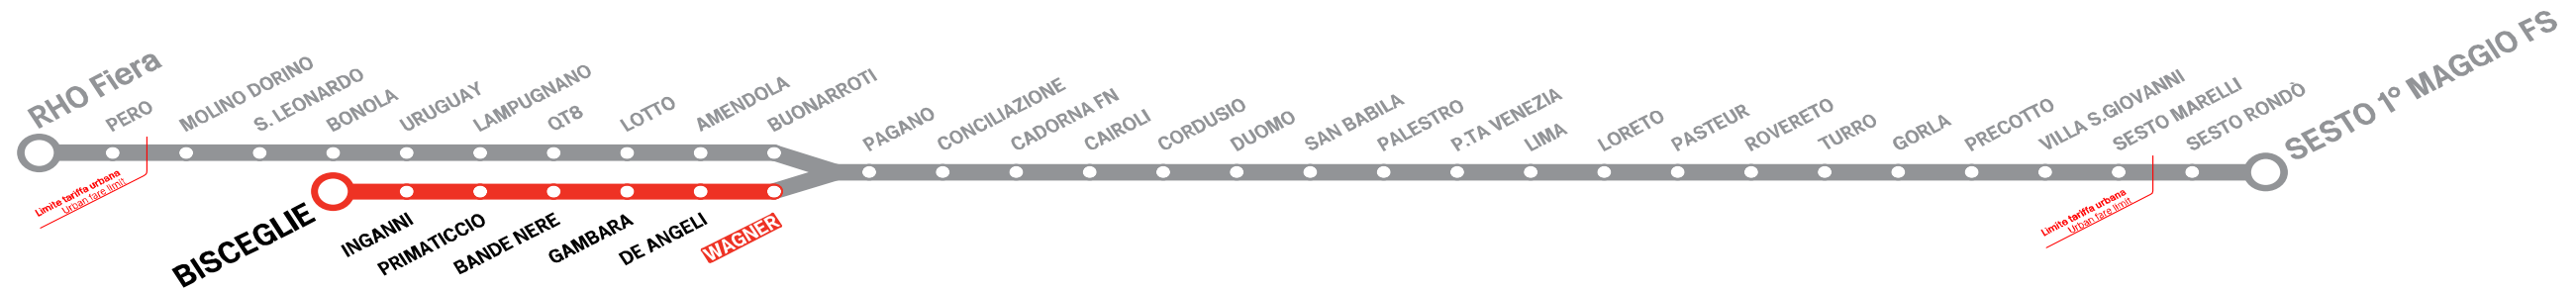 RHO Fiera
PERO
MOLINO DORINO
S. LEONARDO
BONOLA
URUGUAY
LAMPUGNANO
QT8
LOTTO
AMENDOLA
BUONARROTI
PAGANO
CONCILIAZIONE
CADORNA FN
CAIROLI
CORDUSIO
DUOMO
SAN BABILA
PALESTRO
P.TA VENEZIA
LIMA
LORETO
PASTEUR
ROVERETO
TURRO
GORLA
PRECOTTO
VILLA S.GIOVANNI
SESTO MARELLI
SESTO RONDÒ
SESTO 1° MAGGIO FS
Limite tariffa urbana
Urban fare limit
BISCEGLIE
INGANNI
PRIMATICCIO
BANDE NERE
GAMBARA
DE ANGELI
WAGNER
Limite tariffa urbana
Urban fare limit